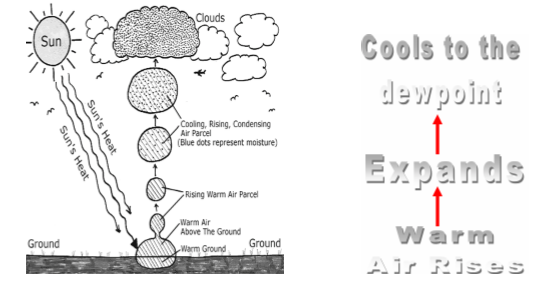 Sun
Clouds
Sun's Heat
Sun's Heat
Cooling, Rising, Condensing
Air Parcel
(Blue dots represent moisture)
Rising Warm Air Parcel
Warm Air
Above The Ground
Ground
Ground
Warm Ground
Cools to the
dewpoint
Expands
Warm
Air Rises